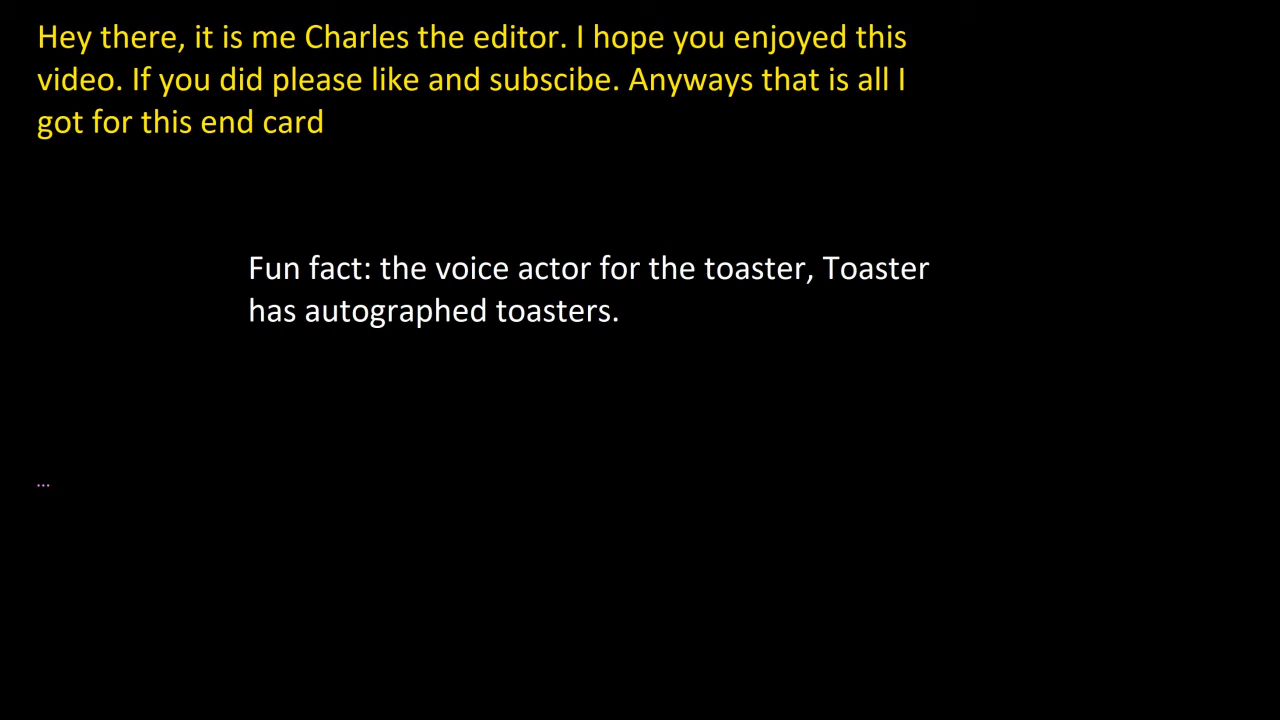 Hey there, it is me Charles the editor. I hope you enjoyed this
video. If you did please like and subscibe. Anyways that is all I
got for this end card
Fun fact: the voice actor for the toaster, Toaster
has autographed toasters.
...